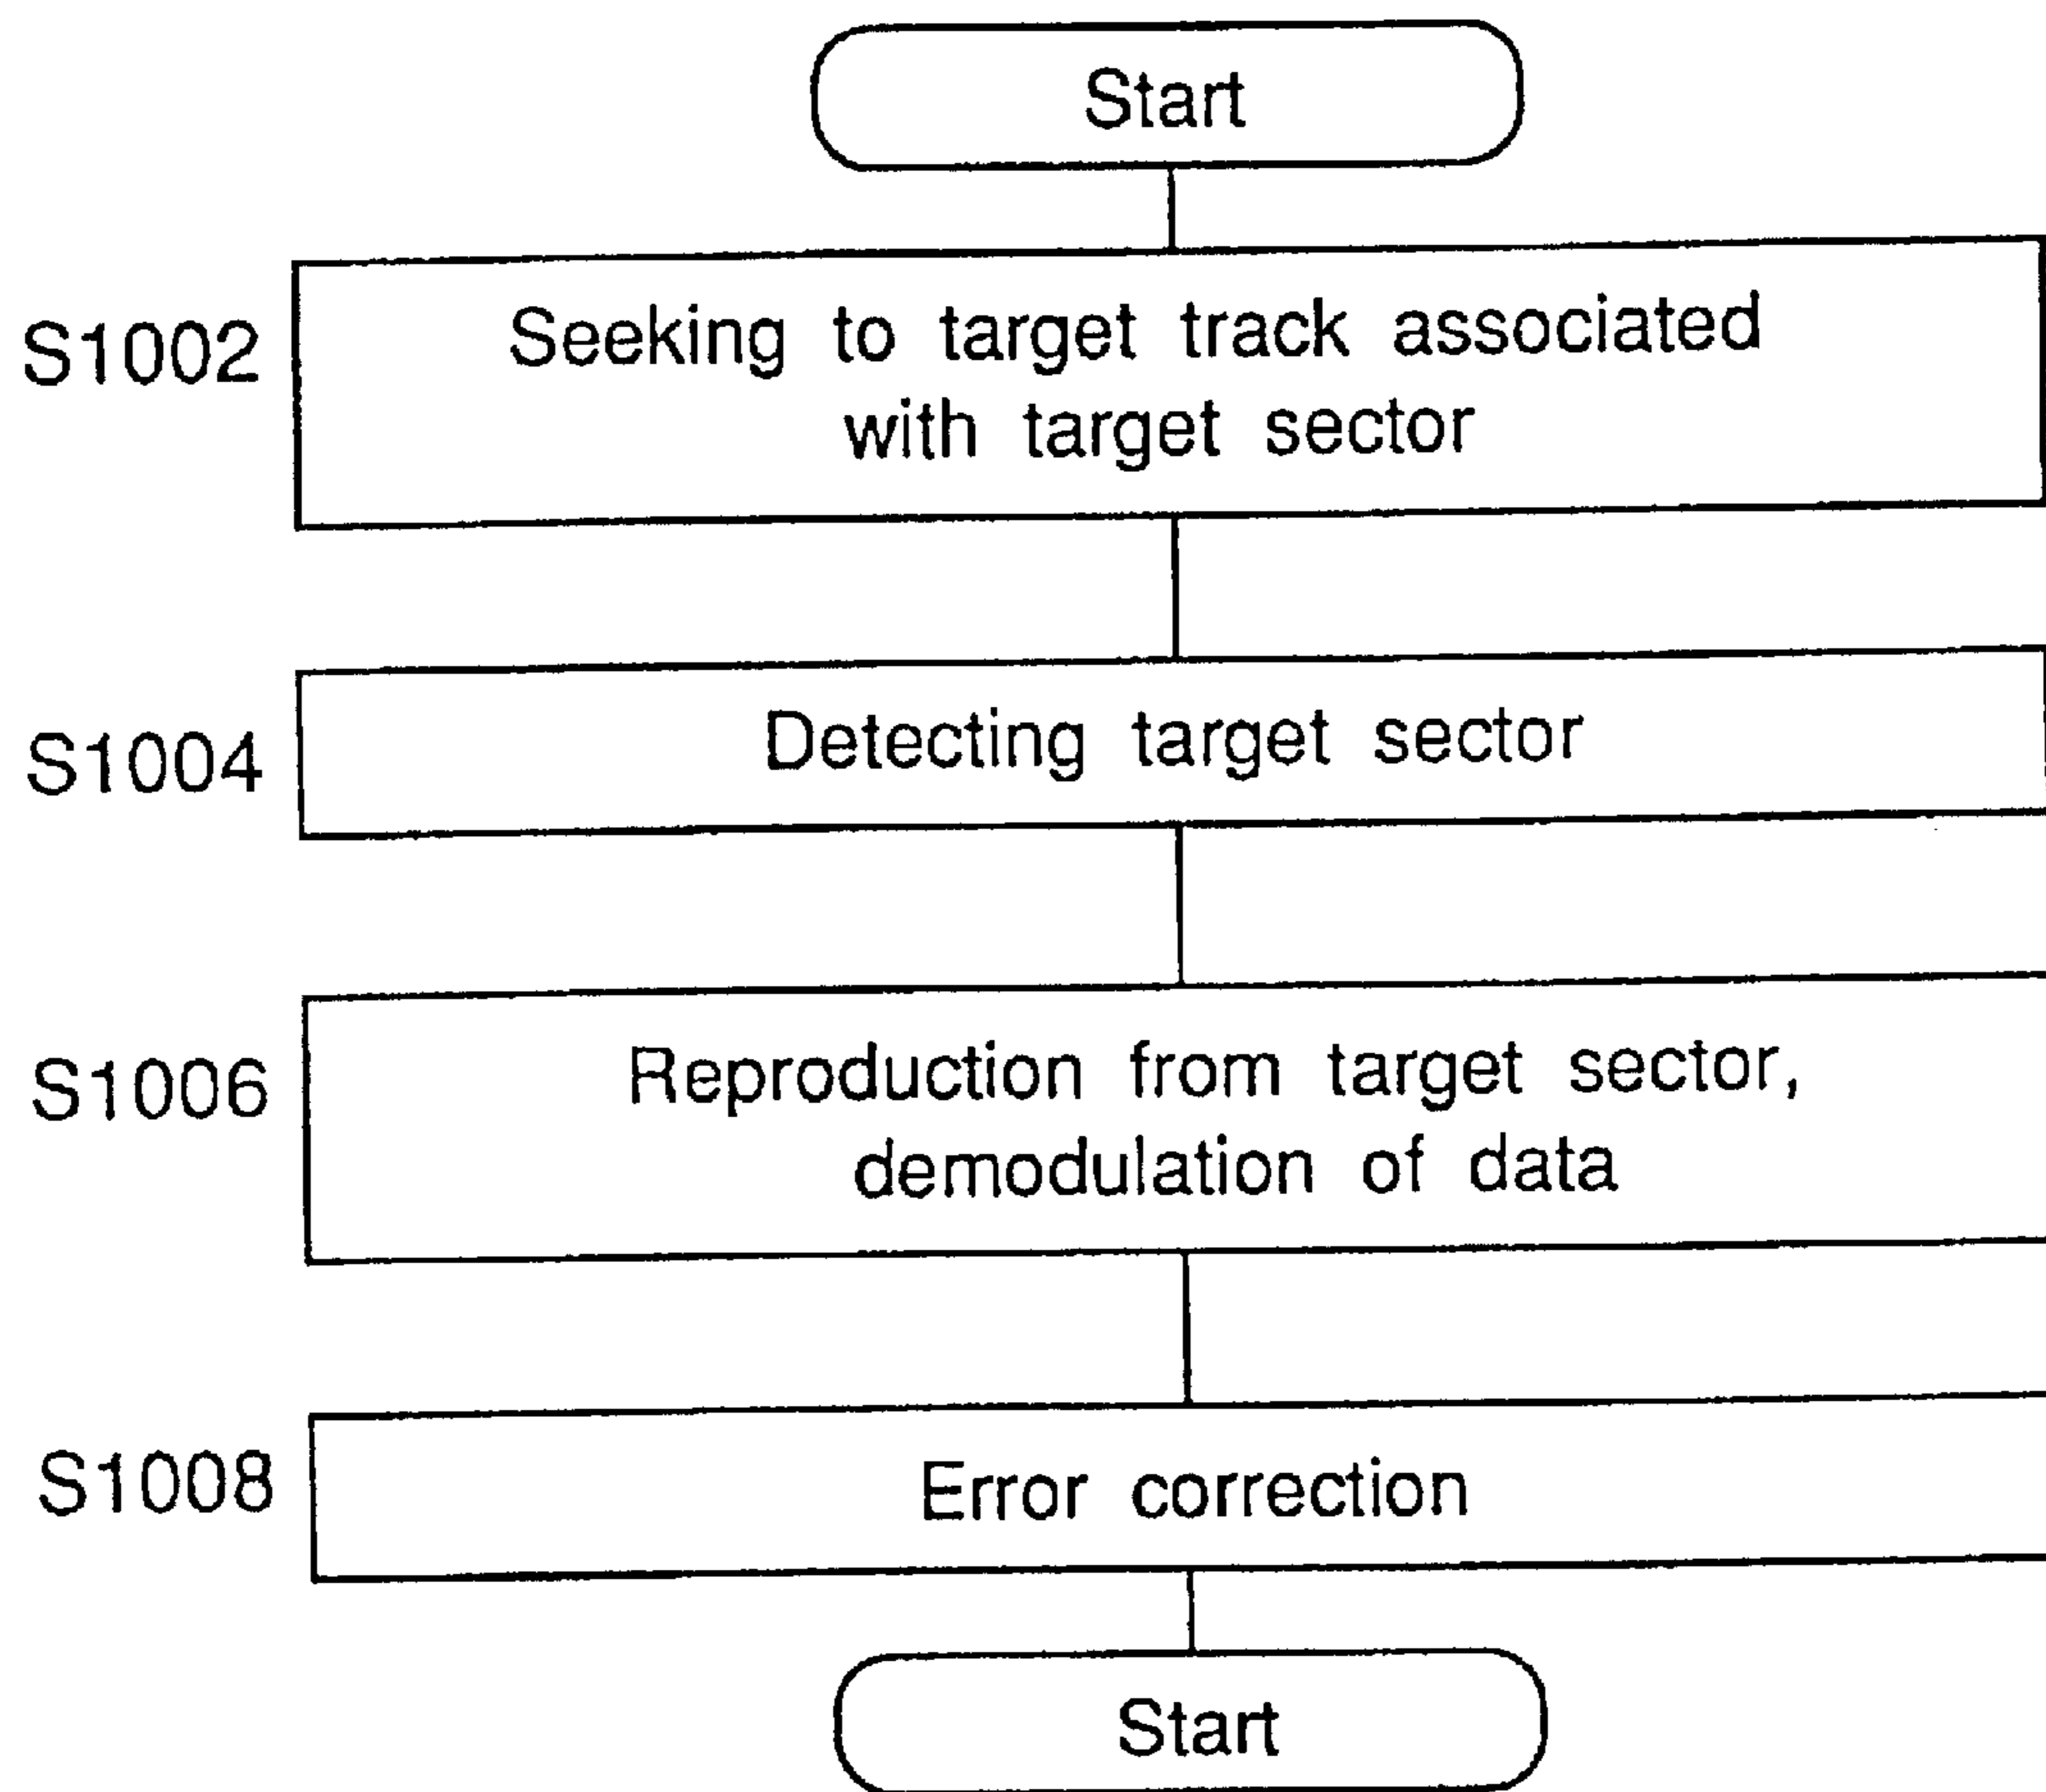 Start
S1002
Seeking to target track associated
with target sector
S1004
Detecting target sector
S1006
Reproduction from target sector,
demodulation of data
S1008
Error correction
Start